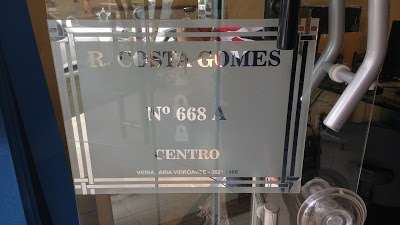 R. COSTA GOMES
Nº 668 A
CENTRO